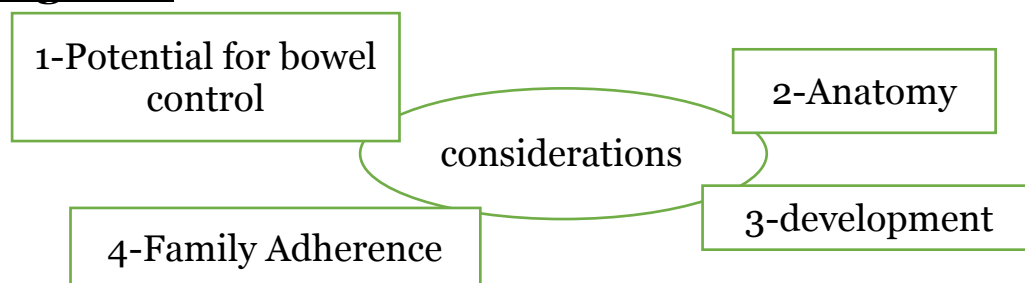 1-Potential for bowel
control
2-Anatomy
considerations
3-development
4-Family Adherence